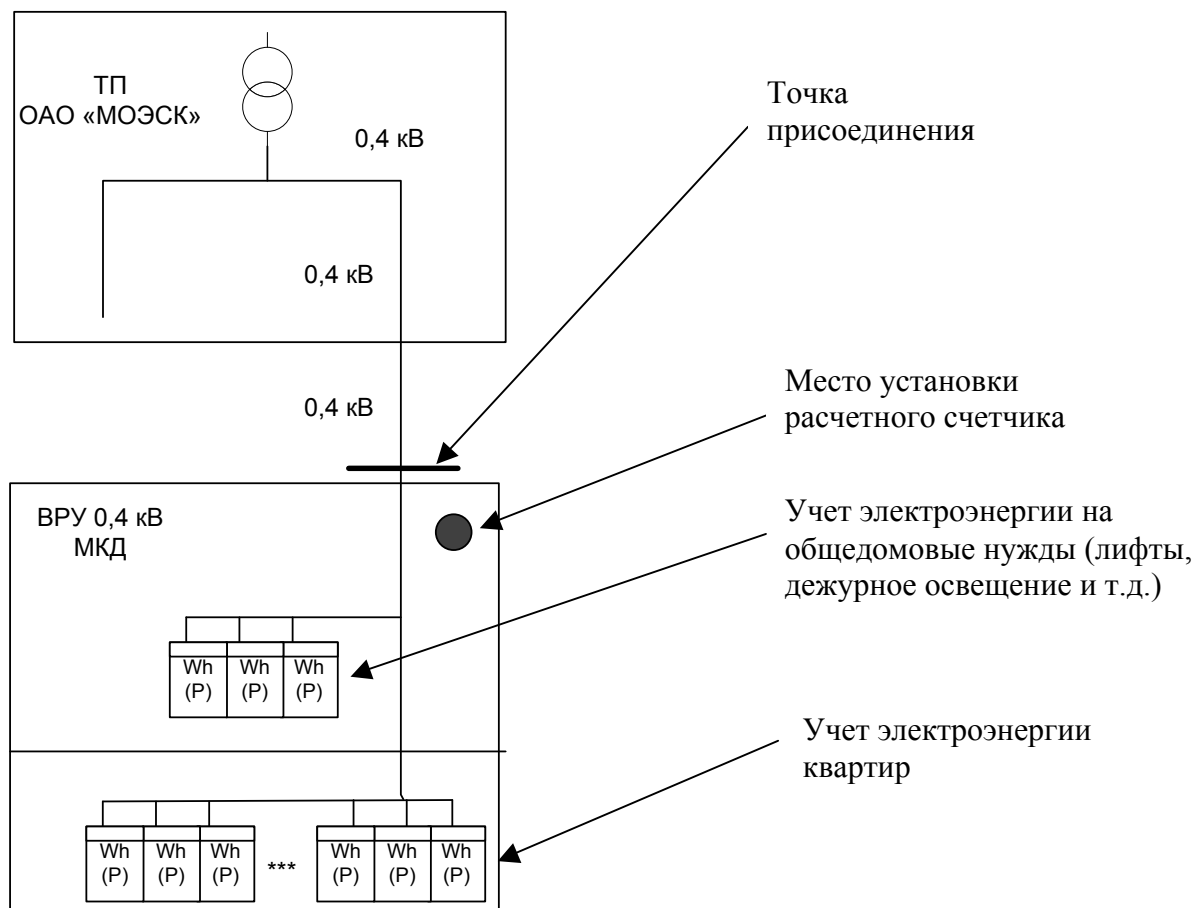 ТП
ОАО «МОЭСК»
0,4 кВ
Точка
присоединения
0,4 кВ
0,4 кВ
Место установки
расчетного счетчика
ВРУ 0,4 кВ
МКД
Учет электроэнергии на
общедомовые нужды (лифты,
дежурное освещение и т.д.)
Wh Wh Wh
(P) (P) (P)
Учет электроэнергии
квартир
Wh Wh Wh *** Wh Wh Wh
(P) (P) (P) (P) (P) (P)